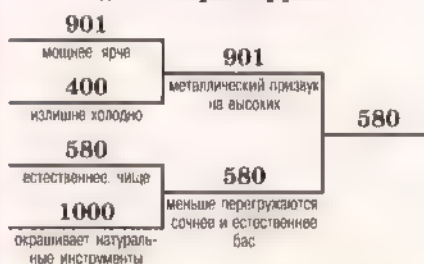 901
мощнее ярче
901
400
металлический призвук
на высоких
излишне холодно
580
580
естественнее, чище
580
1000
меньше перегружаются
сочнее и естественнее
бас
окрашивает натураль-
ные инструменты